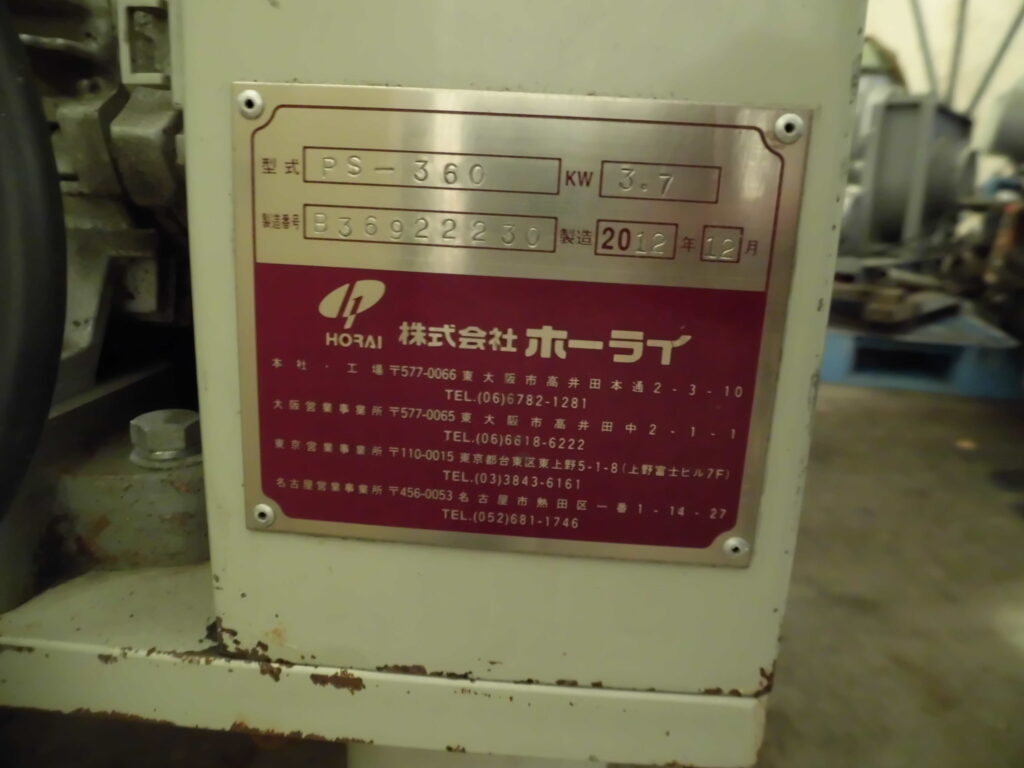 型式 PS-360 KW 3.7
製造番号 B36922230 製造 2012 年 12 月
HORAI 株式会社 ホーライ
本社・工場 〒577-0066 東大阪市高井田本通2-3-10
TEL.(06)6782-1281
大阪営業事業所 〒577-0065 東大阪市高井田中2-1-1
TEL.(06)6618-6222
東京営業事業所 〒110-0015 東京都台東区東上野5-1-8(上野富士ビル7F)
TEL.(03)3843-6161
名古屋営業事業所 〒456-0053 名古屋市熱田区一番1-14-27
TEL.(052)681-1746